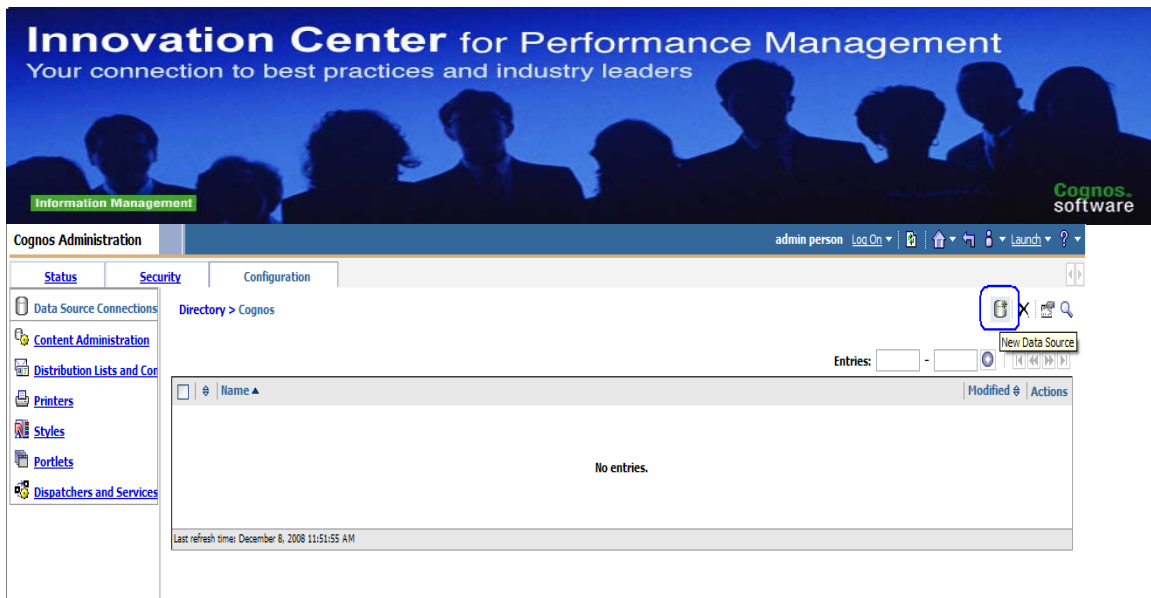 Innovation Center for Performance Management
Your connection to best practices and industry leaders
Information Management
Cognos.
software
Cognos Administration
admin person Log On Launch ?
Status Security Configuration
Data Source Connections
Directory > Cognos
Content Administration
New Data Source
Distribution Lists and Con
Entries: -
Printers
Name Modified Actions
Styles
Portlets
No entries.
Dispatchers and Services
Last refresh time: December 8, 2008 11:51:55 AM